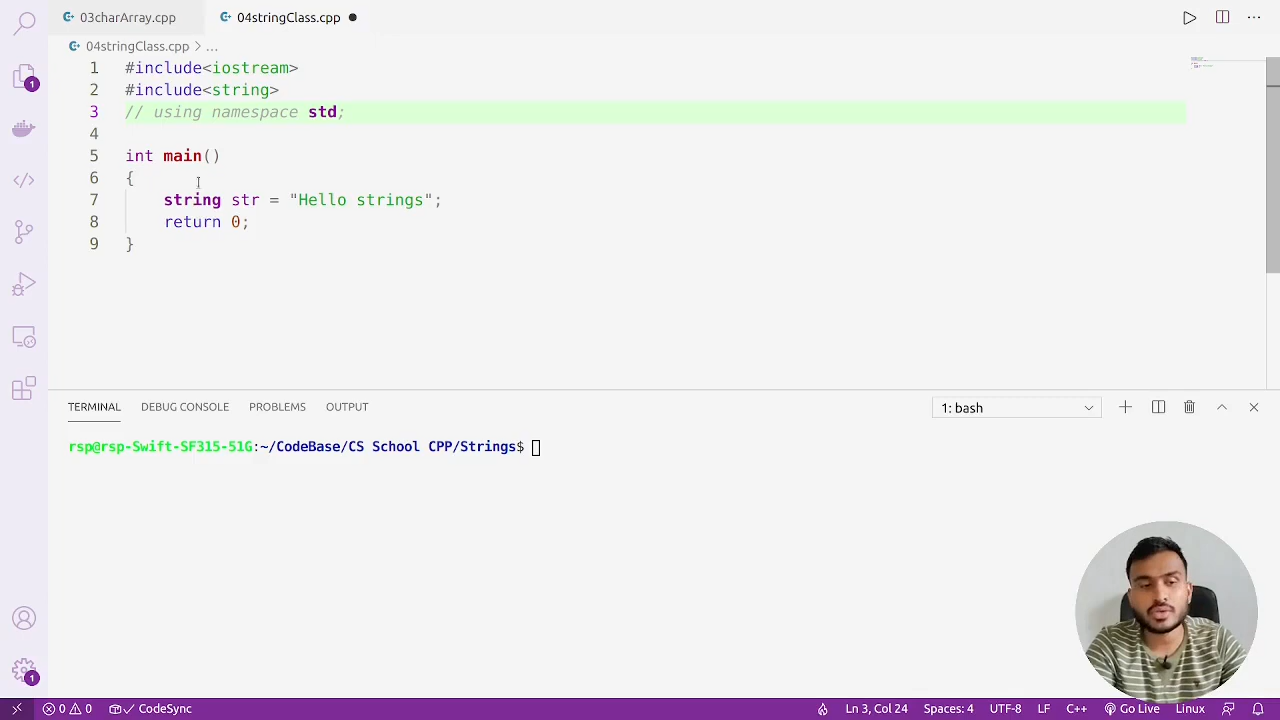 03charArray.cpp
04stringClass.cpp
04stringClass.cpp > ...
1 #include<iostream>
2 #include<string>
3 // using namespace std;
4
5 int main()
6 {
7 string str = "Hello strings";
8 return 0;
9 }
TERMINAL DEBUG CONSOLE PROBLEMS OUTPUT
1: bash
rsp@rsp-Swift-SF315-51G:~/CodeBase/CS School CPP/Strings$
1
1
0 0 CodeSync
Ln 3, Col 24 Spaces: 4 UTF-8 LF C++ Go Live Linux